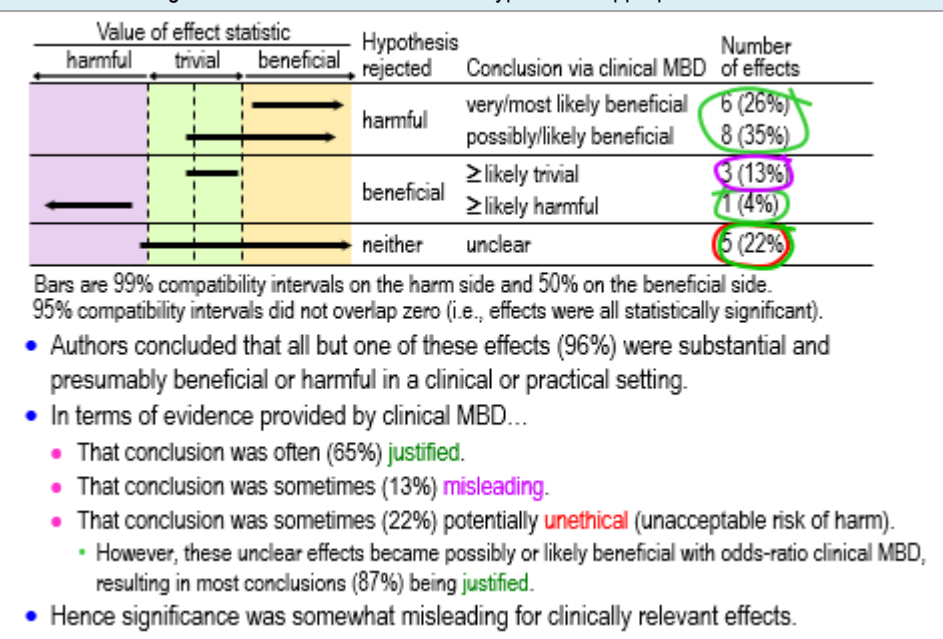 Value of effect statistic
harmful trivial beneficial
Hypothesis rejected
Conclusion via clinical MBD
Number of effects
harmful
very/most likely beneficial 6 (26%)
possibly/likely beneficial 8 (35%)
beneficial
≥likely trivial 3 (13%)
≥likely harmful 1 (4%)
neither unclear 5 (22%)
Bars are 99% compatibility intervals on the harm side and 50% on the beneficial side.
95% compatibility intervals did not overlap zero (i.e., effects were all statistically significant).
• Authors concluded that all but one of these effects (96%) were substantial and
presumably beneficial or harmful in a clinical or practical setting.
• In terms of evidence provided by clinical MBD…
• That conclusion was often (65%) justified.
• That conclusion was sometimes (13%) misleading.
• That conclusion was sometimes (22%) potentially unethical (unacceptable risk of harm).
• However, these unclear effects became possibly or likely beneficial with odds-ratio clinical MBD,
resulting in most conclusions (87%) being justified.
• Hence significance was somewhat misleading for clinically relevant effects.